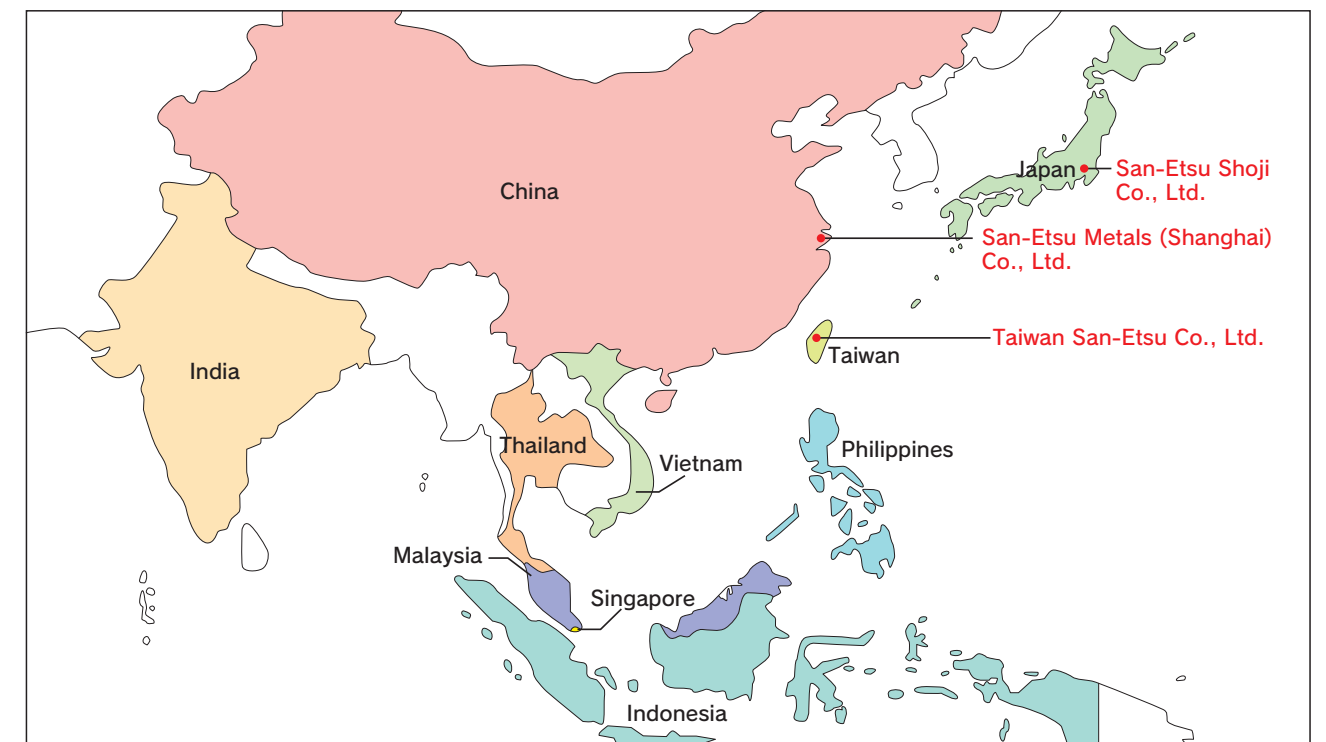 China
Japan
San-Etsu Shoji
Co., Ltd.
San-Etsu Metals (Shanghai)
Co., Ltd.
Taiwan San-Etsu Co., Ltd.
Taiwan
India
Thailand
Vietnam
Philippines
Malaysia
Singapore
Indonesia